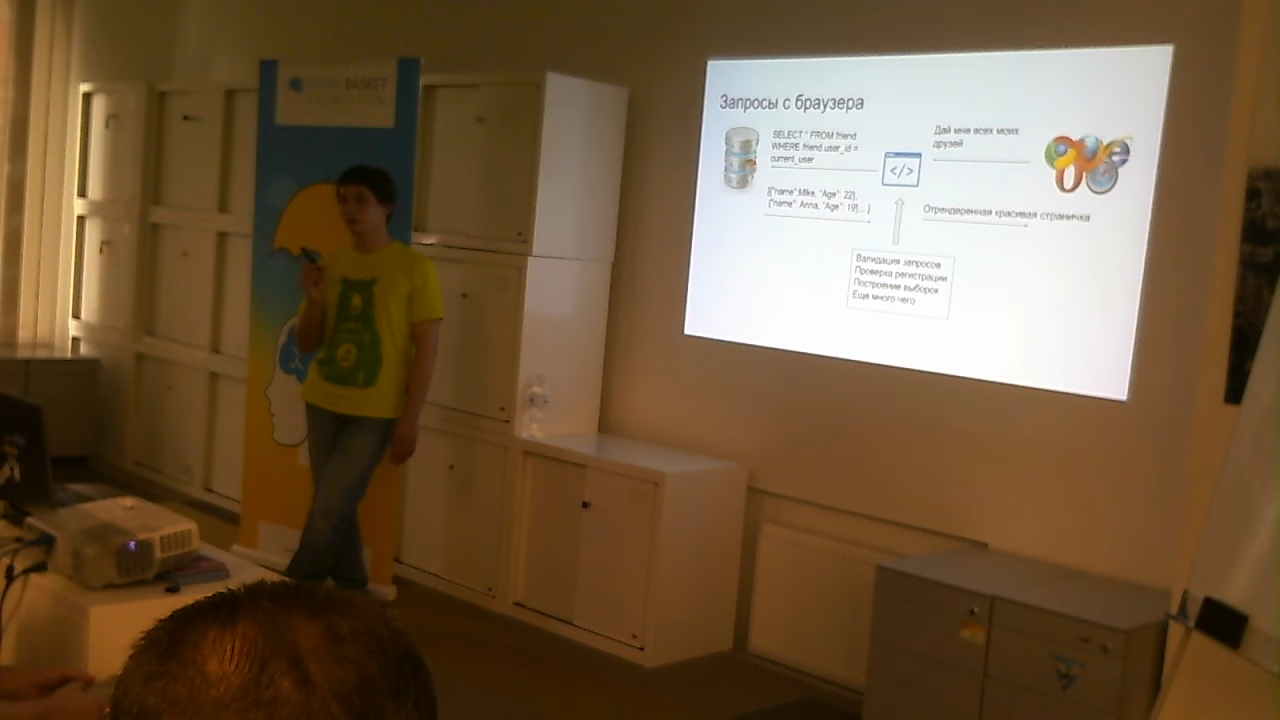 BASKET
Запросы с браузера
SELECT * FROM friend
WHERE friend.user_id =
current_user
Дай мне всех моих
друзей
</>
[{"name":Mike, "Age": 22},
{"name": Anna, "Age": 19},...]
Отрендеренная красивая страничка
Валидация запросов
Проверка регистрации
Построение выборок
Еще много чего